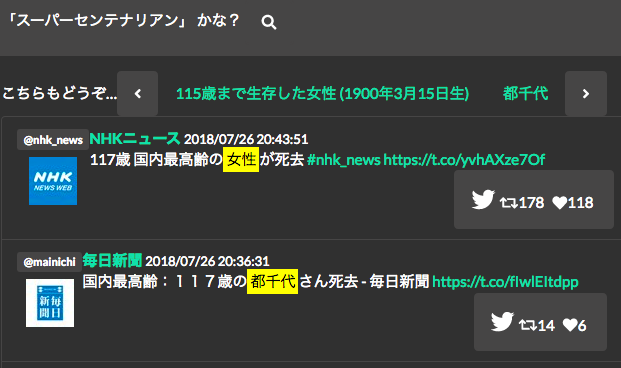 「スーパーセンテナリアン」 かな？
こちらもどうぞ... 115歳まで生存した女性 (1900年3月15日生) 都千代
@nhk_news NHKニュース 2018/07/26 20:43:51
117歳 国内最高齢の 女性 が死去 #nhk_news https://t.co/yvhAXze7Of
NHK
NEWS WEB
178 118
@mainichi 毎日新聞 2018/07/26 20:36:31
国内最高齢：１１７歳の 都千代 さん死去 - 毎日新聞 https://t.co/flwlEItdpp
毎日新聞
14 6